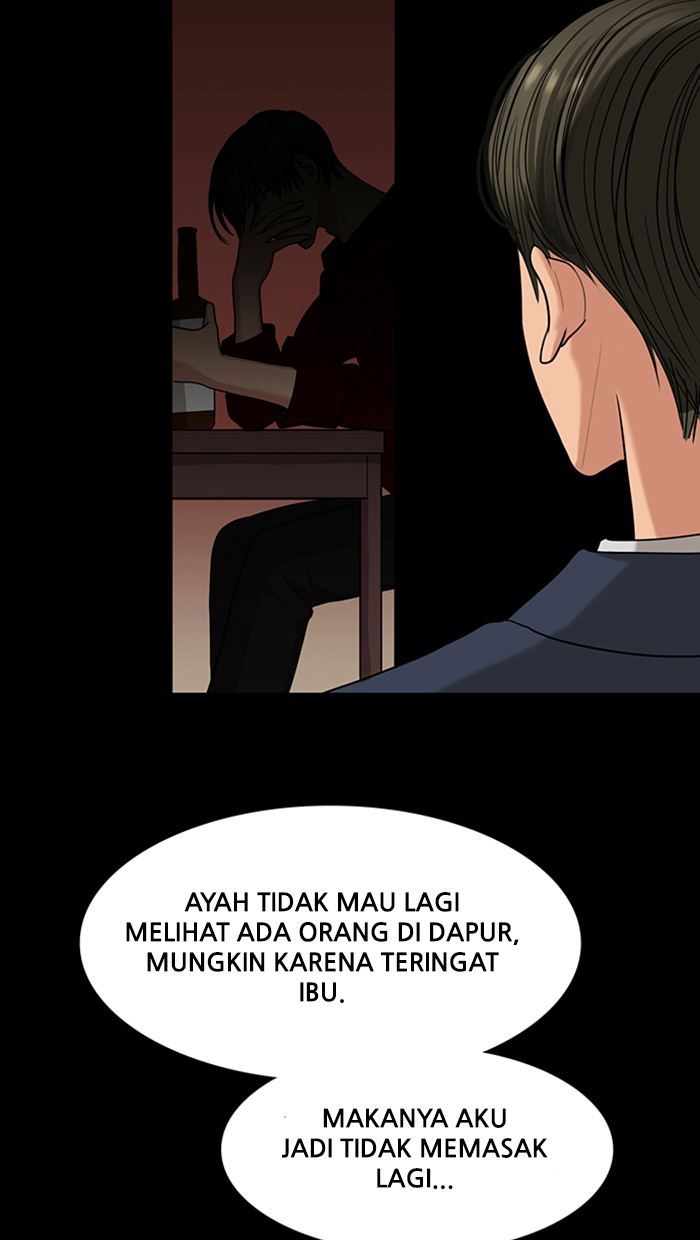 AYAH TIDAK MAU LAGI
MELIHAT ADA ORANG DI DAPUR,
MUNGKIN KARENA TERINGAT
IBU.
MAKANYA AKU
JADI TIDAK MEMASAK
LAGI...